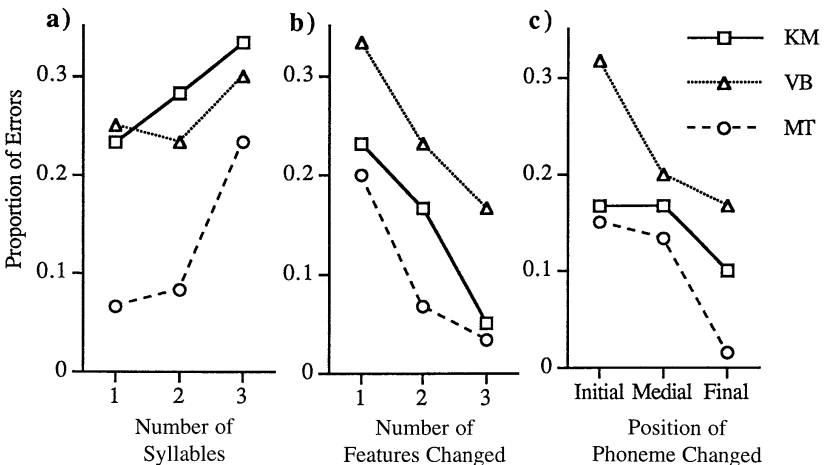 a)
b)
c)
KM
VB
MT
Proportion of Errors
0.3
0.2
0.1
0
1 2 3
Number of
Syllables
0.3
0.2
0.1
0
1 2 3
Number of
Features Changed
0.3
0.2
0.1
0
Initial Medial Final
Position of
Phoneme Changed